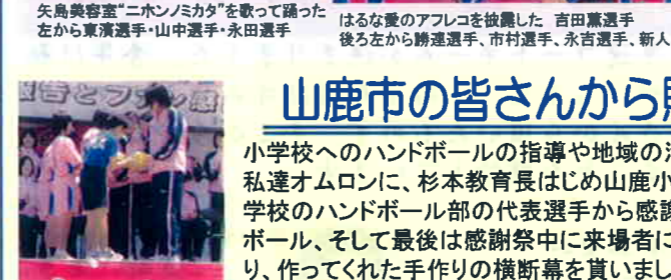 矢島美容室“ニホンノミカタ”を歌って踊った
左から東濱選手・山中選手・永田選手
はるな愛のアフレコを披露した 吉田薫選手
後ろ左から勝連選手、市村選手、永吉選手、新人
山鹿市の皆さんから
小学校へのハンドボールの指導や地域の
私達オムロンに、杉本教育長はじめ山鹿小
学校のハンドボール部の代表選手から感謝
ボール、そして最後は感謝祭中に来場者に
り、作ってくれた手作りの横断幕を貰いまし